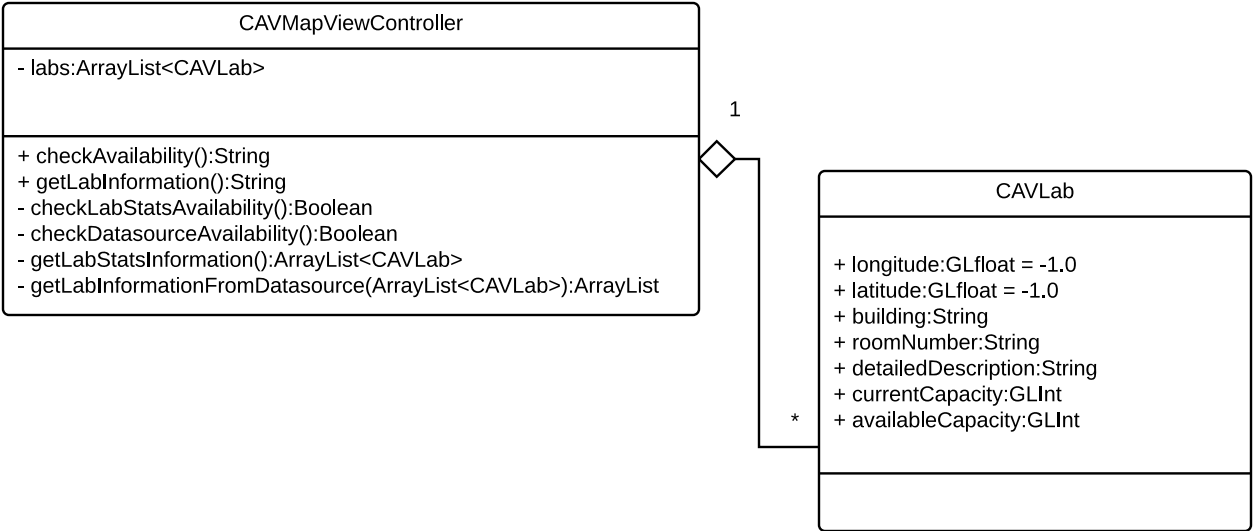 CAVMapViewController
- labs:ArrayList<CAVLab>
+ checkAvailability():String
+ getLabInformation():String
- checkLabStatsAvailability():Boolean
- checkDatasourceAvailability():Boolean
- getLabStatsInformation():ArrayList<CAVLab>
- getLabInformationFromDatasource(ArrayList<CAVLab>):ArrayList
1
*
CAVLab
+ longitude:GLfloat = -1.0
+ latitude:GLfloat = -1.0
+ building:String
+ roomNumber:String
+ detailedDescription:String
+ currentCapacity:GLInt
+ availableCapacity:GLInt